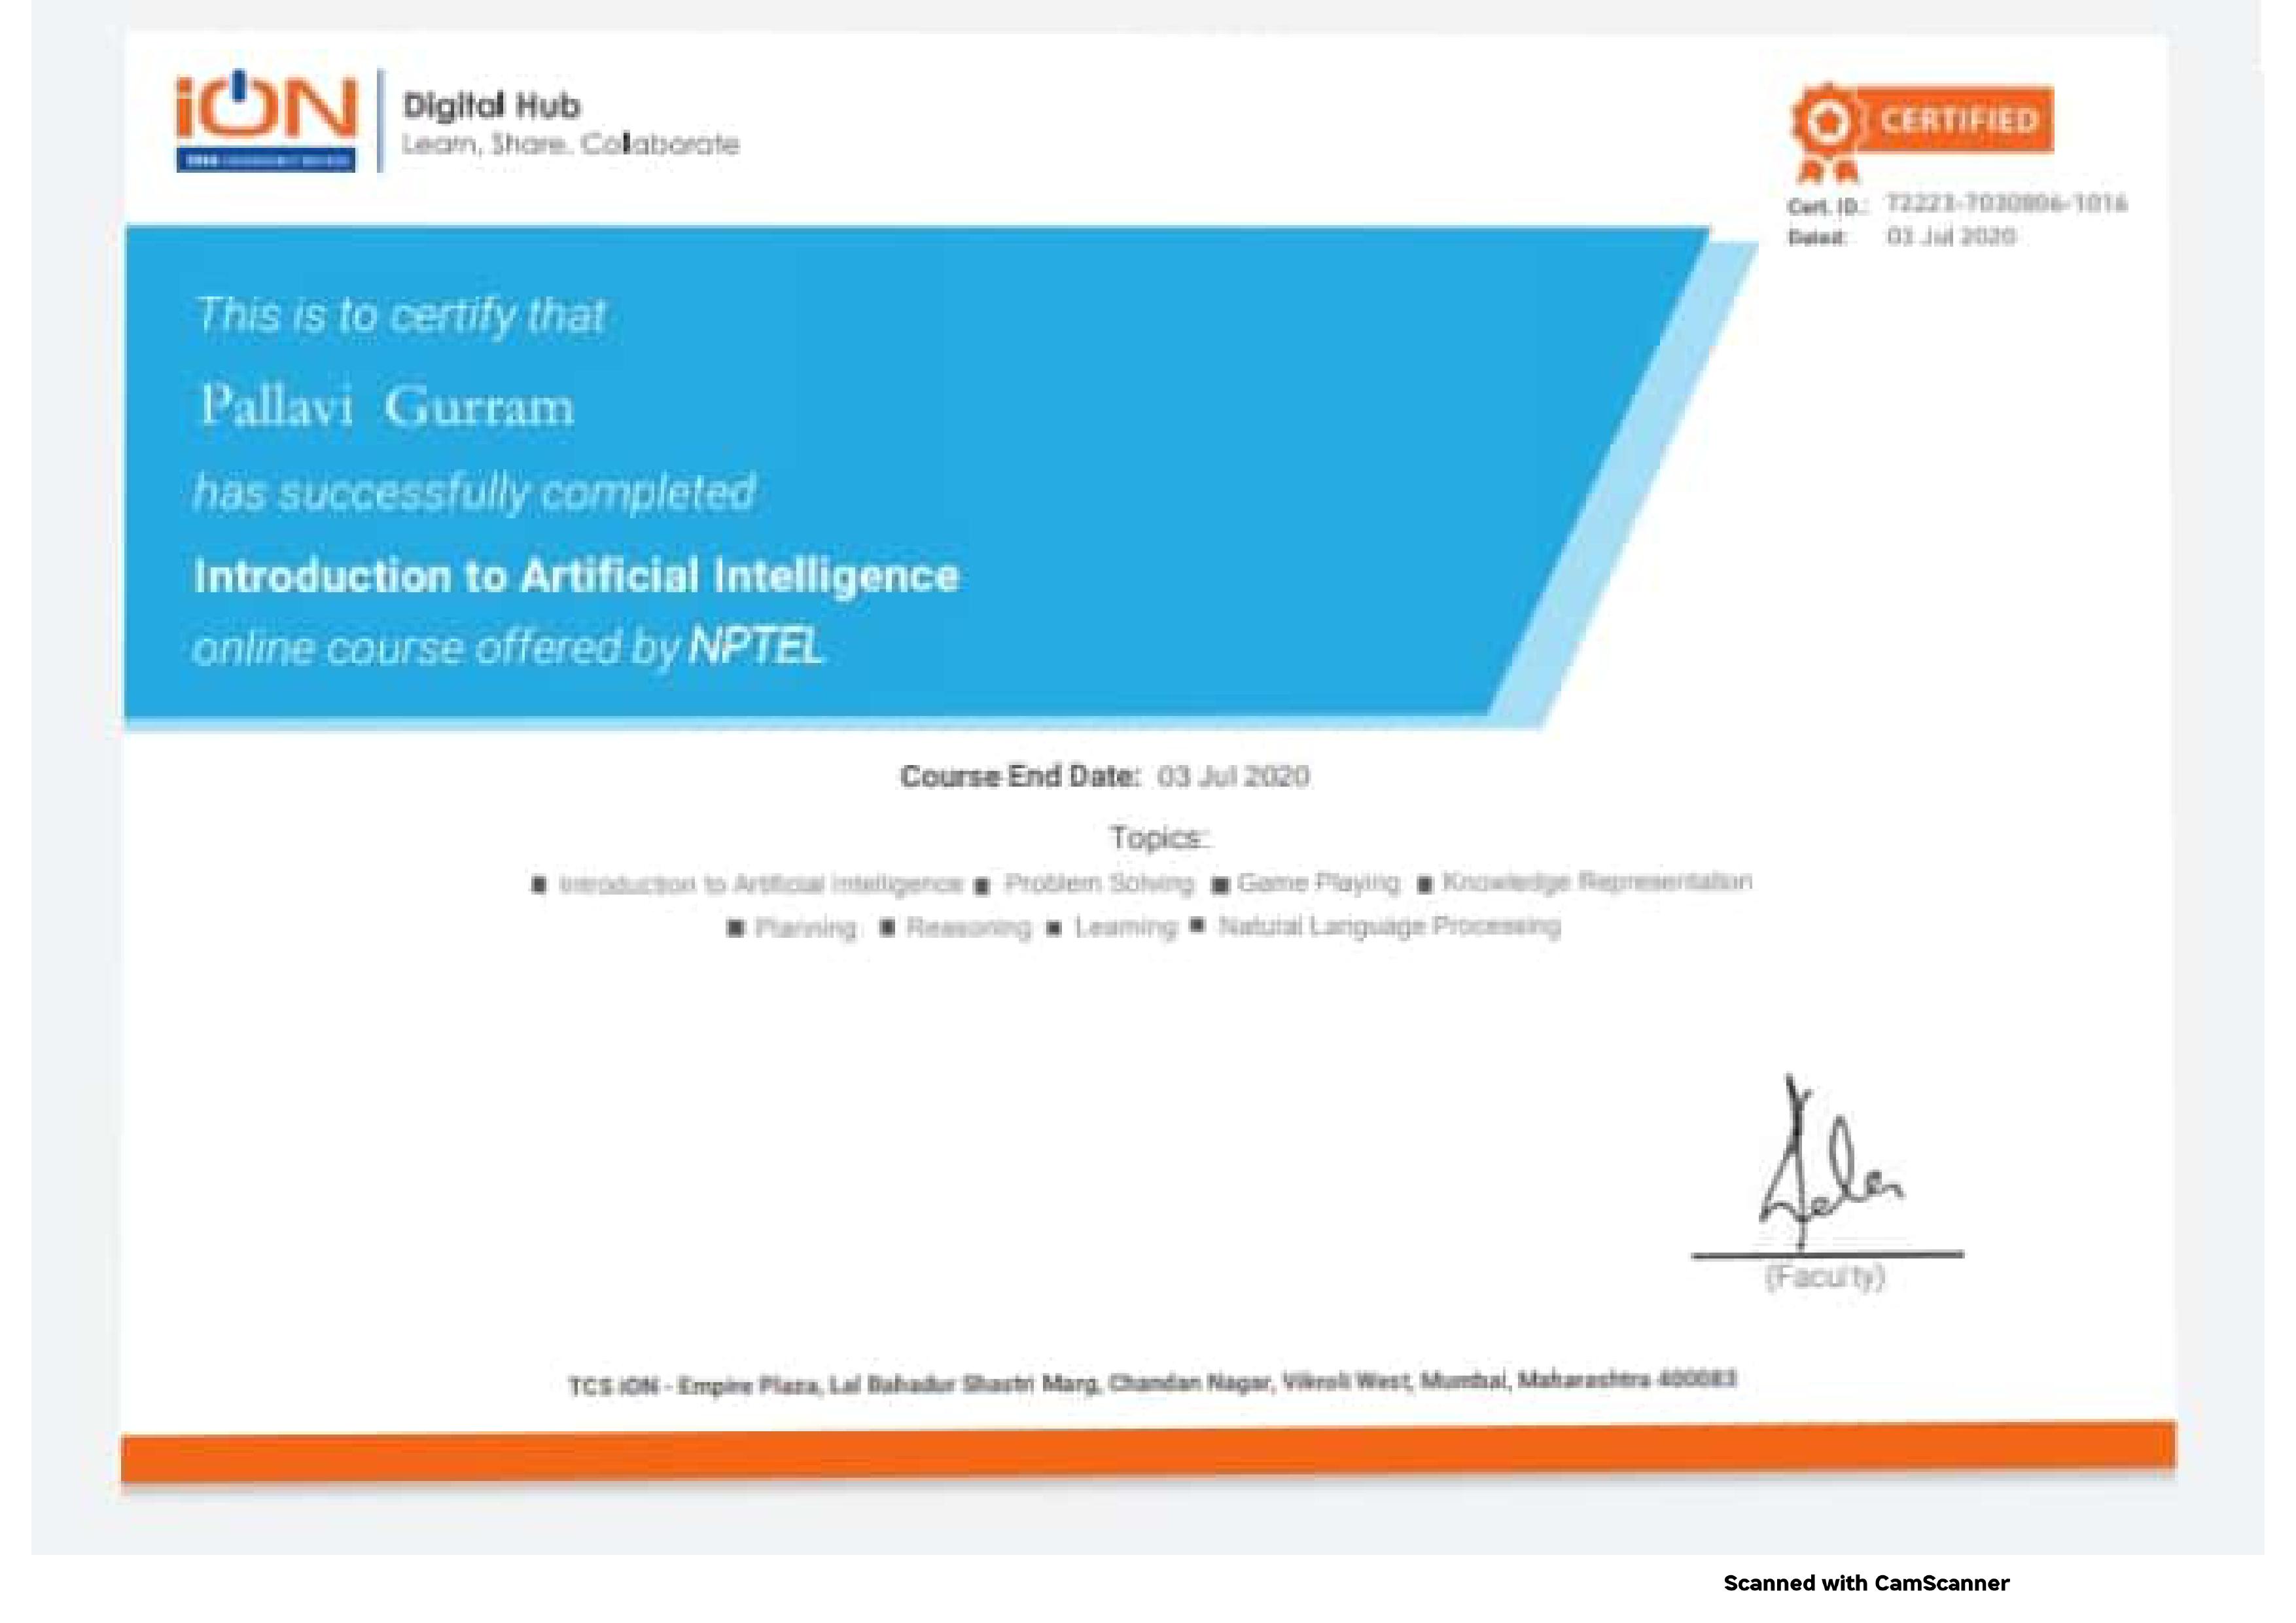 iON
Digital Hub
Learn, Share. Collaborate
CERTIFIED
Cert. ID.: 72223-7030806-1016
Dated: 03 Jul 2020
This is to certify that
Pallavi Gurram
has successfully completed
Introduction to Artificial Intelligence
online course offered by NPTEL
Course End Date: 03 Jul 2020
Topics:
■ Introduction to Artificial Intelligence ■ Problem Solving ■ Game Playing ■ Knowledge Representation
■ Planning ■ Reasoning ■ Learning ■ Natural Language Processing
(Faculty)
TCS iON - Empire Plaza, Lal Bahadur Shastri Marg, Chandan Nagar, Vikroli West, Mumbai, Maharashtra 400083
Scanned with CamScanner